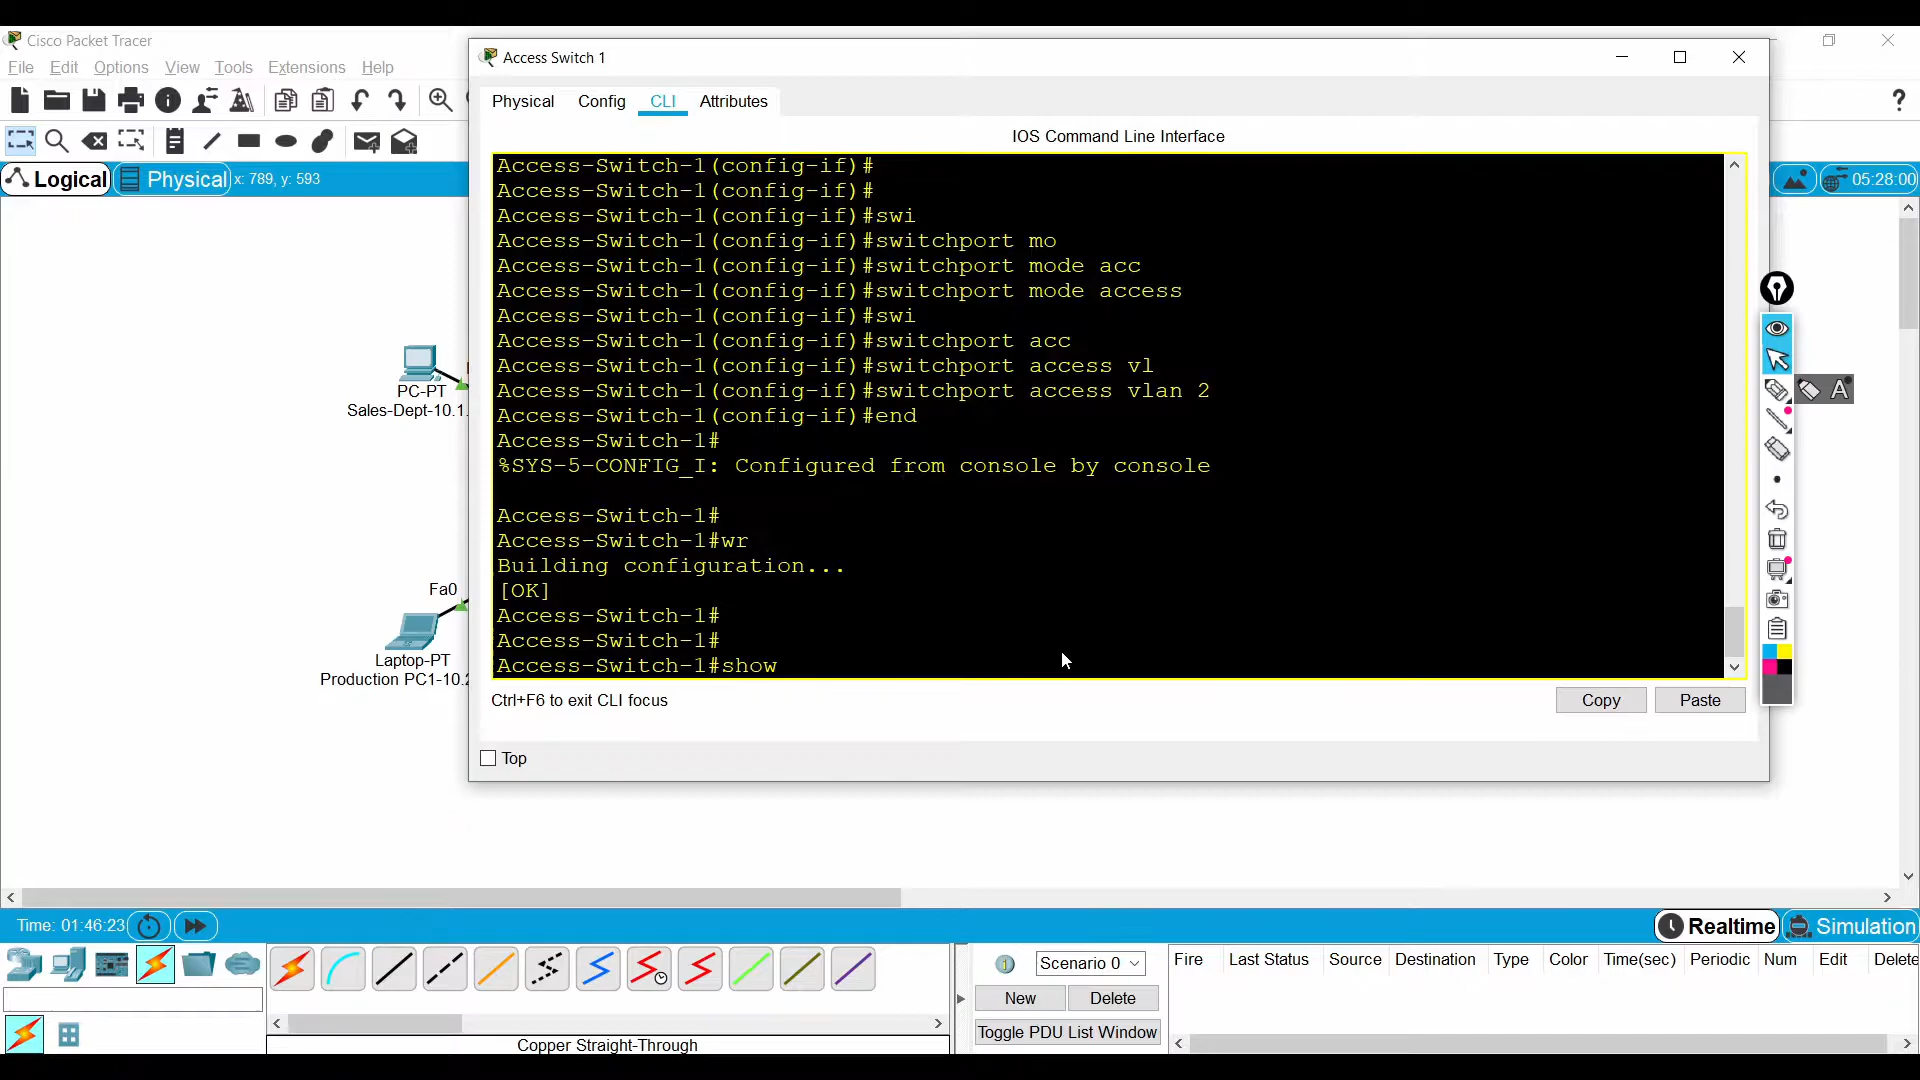 Cisco Packet Tracer
File Edit Options View Tools Extensions Help
Logical
Physical
x: 789, y: 593
05:28:00
Access Switch 1
Physical Config CLI Attributes
IOS Command Line Interface
Access-Switch-1(config-if)#
Access-Switch-1(config-if)#
Access-Switch-1(config-if)#swi
Access-Switch-1(config-if)#switchport mo
Access-Switch-1(config-if)#switchport mode acc
Access-Switch-1(config-if)#switchport mode access
Access-Switch-1(config-if)#swi
Access-Switch-1(config-if)#switchport acc
Access-Switch-1(config-if)#switchport access vl
Access-Switch-1(config-if)#switchport access vlan 2
Access-Switch-1(config-if)#end
Access-Switch-1#
%SYS-5-CONFIG_I: Configured from console by console
Access-Switch-1#
Access-Switch-1#wr
Building configuration...
[OK]
Access-Switch-1#
Access-Switch-1#
Access-Switch-1#show
Ctrl+F6 to exit CLI focus
Copy
Paste
Top
PC-PT
Sales-Dept-10.1.
Fa0
Laptop-PT
Production PC1-10.2
A
?
Time: 01:46:23
Realtime
Simulation
Scenario 0
New
Delete
Toggle PDU List Window
Fire Last Status Source Destination Type Color Time(sec) Periodic Num Edit Delete
Copper Straight-Through